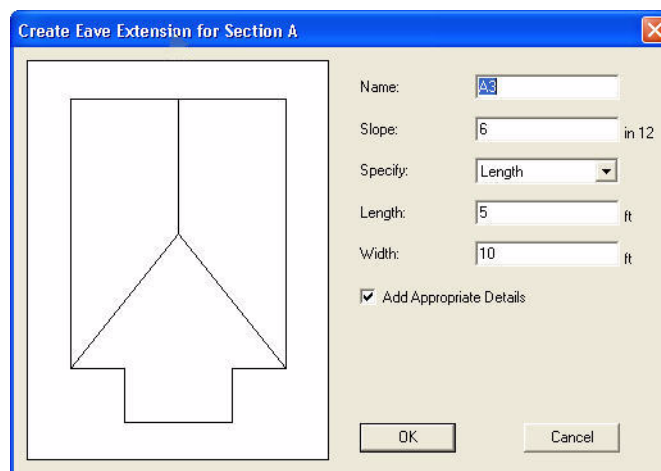 Create Eave Extension for Section A
Name: A3
Slope: 6 in 12
Specify: Length
Length: 5 ft
Width: 10 ft
Add Appropriate Details
OK Cancel